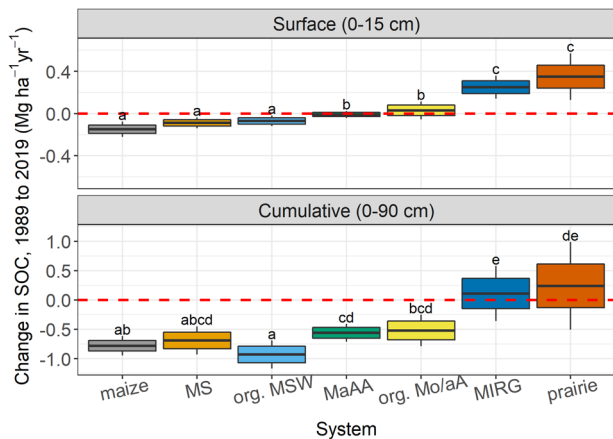 Surface (0-15 cm)
0.4
0.0
-0.4
a
a
a
b
b
c
c
Cumulative (0-90 cm)
1.0
0.5
0.0
-0.5
-1.0
ab
abcd
a
cd
bcd
e
de
Change in SOC, 1989 to 2019 (Mg ha⁻¹yr⁻¹)
maize
MS
org. MSW
MaAA
org. Mo/aA
MIRG
prairie
System